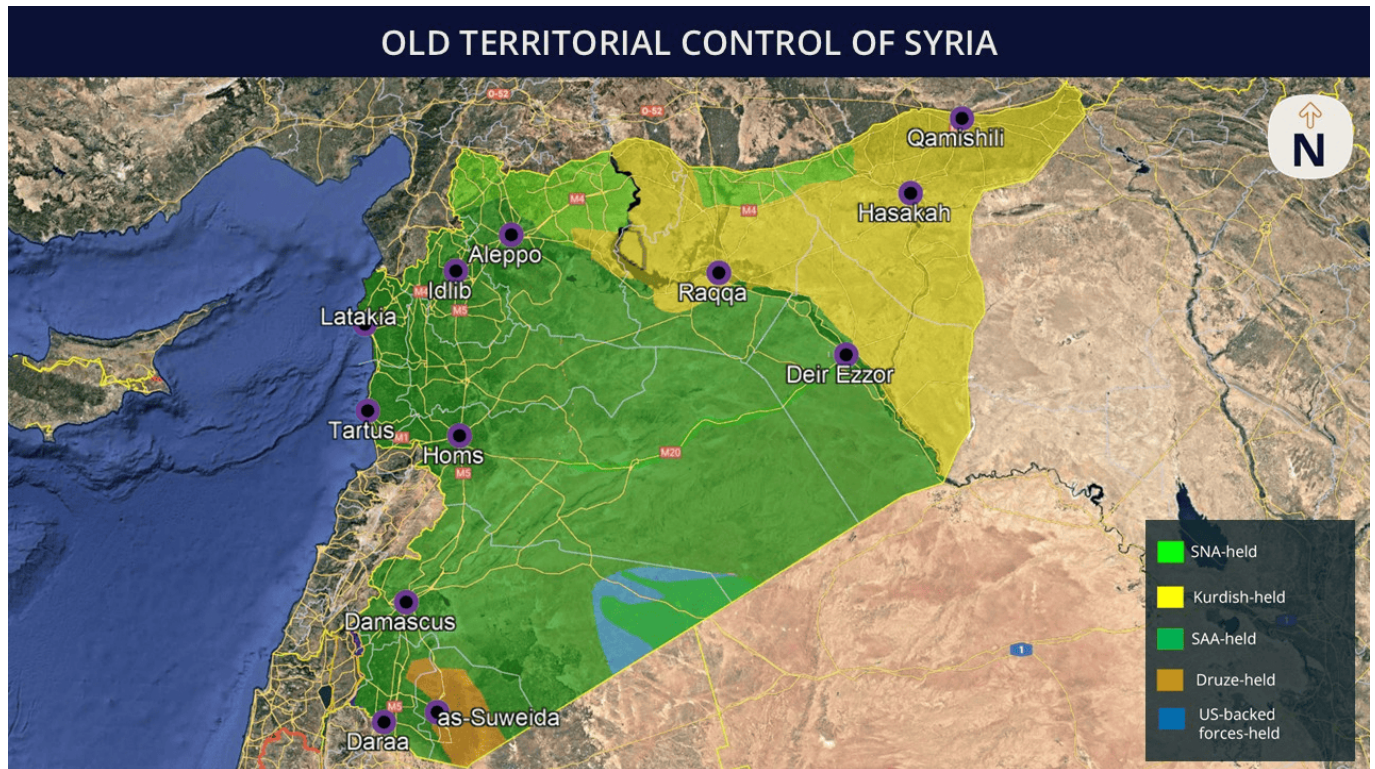 OLD TERRITORIAL CONTROL OF SYRIA
O-52
O-52
N
Qamishili
M4
Hasakah
M4
Aleppo
Idlib
M4
Raqqa
M5
Latakia
Deir Ezzor
Tartus
M1
Homs
M20
M5
SNA-held
Kurdish-held
SAA-held
Druze-held
US-backed
forces-held
Damascus
1
1
M5
as-Suweida
Daraa